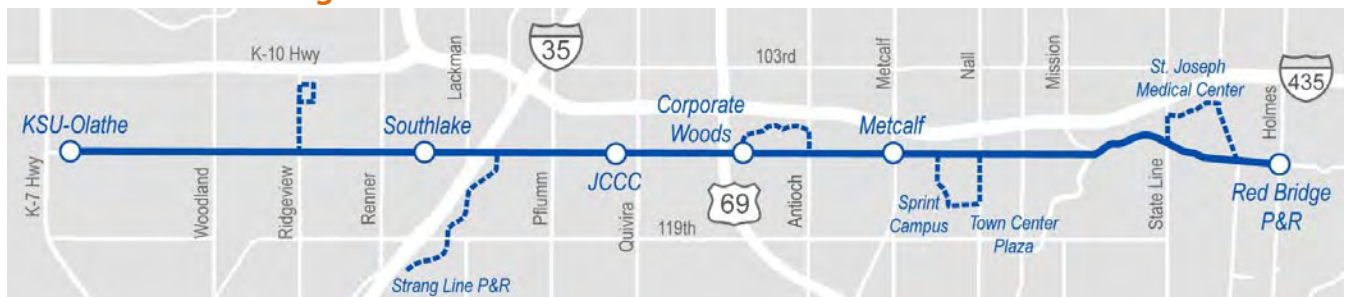 K-10 Hwy
35
103rd
Lackman
Metcalf
Nall
Mission
St. Joseph
Medical Center
435
Holmes
KSU-Olathe
Southlake
Corporate
Woods
Metcalf
JCCC
K-7 Hwy
Woodland
Ridgeview
Renner
Pflumm
Quivira
69
Antioch
119th
Sprint
Campus
Town Center
Plaza
State Line
Red Bridge
P&R
Strang Line P&R